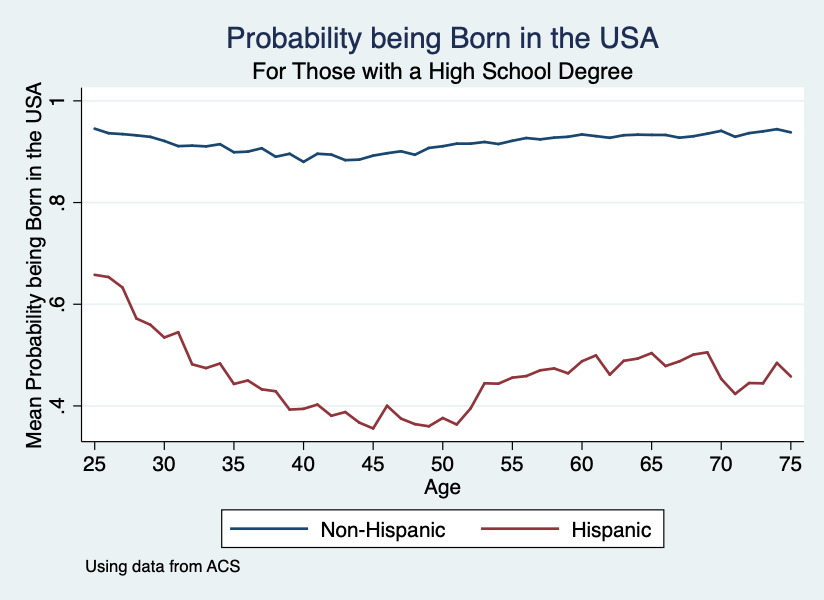 Probability being Born in the USA
For Those with a High School Degree
Mean Probability being Born in the USA
1
.8
.6
.4
25 30 35 40 45 50 55 60 65 70 75
Age
Non-Hispanic Hispanic
Using data from ACS